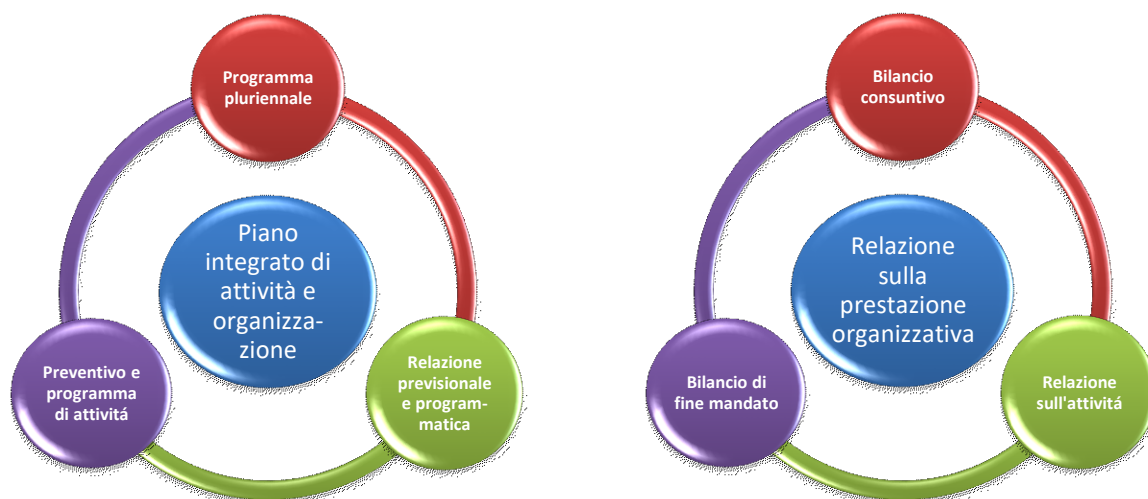 Programma
pluriennale
Piano
integrato di
attività e
organizza-
zione
Preventivo e
programma
di attivitá
Relazione
previsionale
e program-
matica
Bilancio
consuntivo
Relazione
sulla
prestazione
organizzativa
Bilancio di
fine mandato
Relazione
sull'attivitá